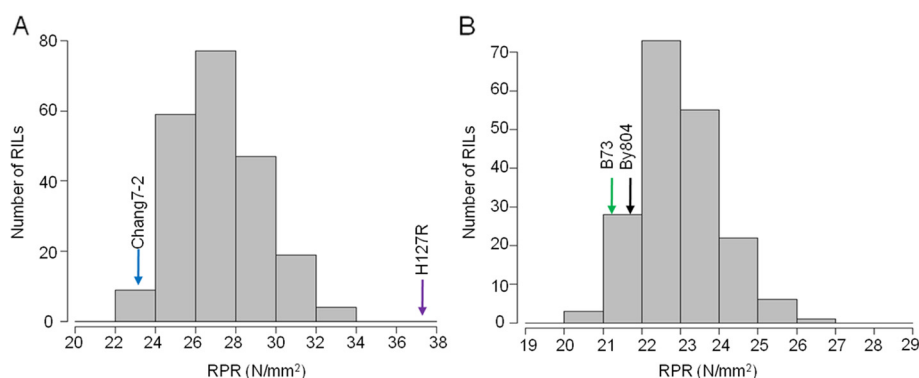 A
80
60
40
20
0
Number of RILs
Chang7-2
H127R
20 22 24 26 28 30 32 34 36 38
RPR (N/mm²)
B
70
60
50
40
30
20
10
0
Number of RILs
B73
By804
19 20 21 22 23 24 25 26 27 28 29
RPR (N/mm²)